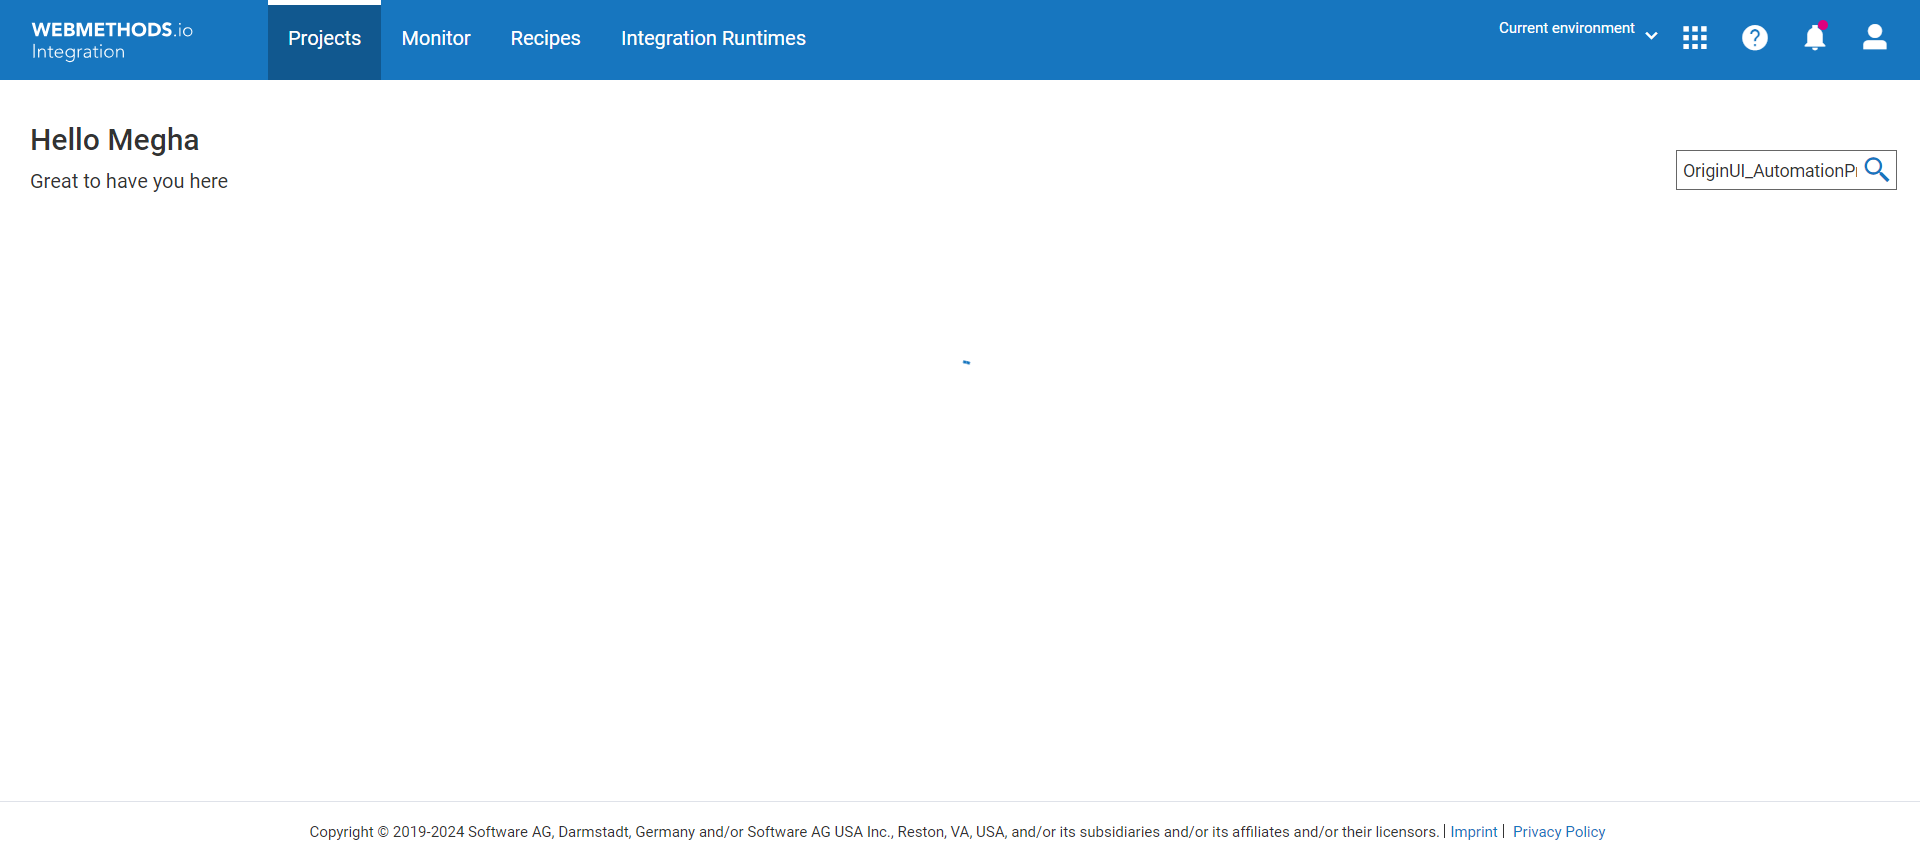 WEBMETHODS.io
Integration
Projects
Monitor
Recipes
Integration Runtimes
Current environment
Hello Megha
Great to have you here
OriginUI_AutomationP
Copyright © 2019-2024 Software AG, Darmstadt, Germany and/or Software AG USA Inc., Reston, VA, USA, and/or its subsidiaries and/or its affiliates and/or their licensors. | Imprint | Privacy Policy